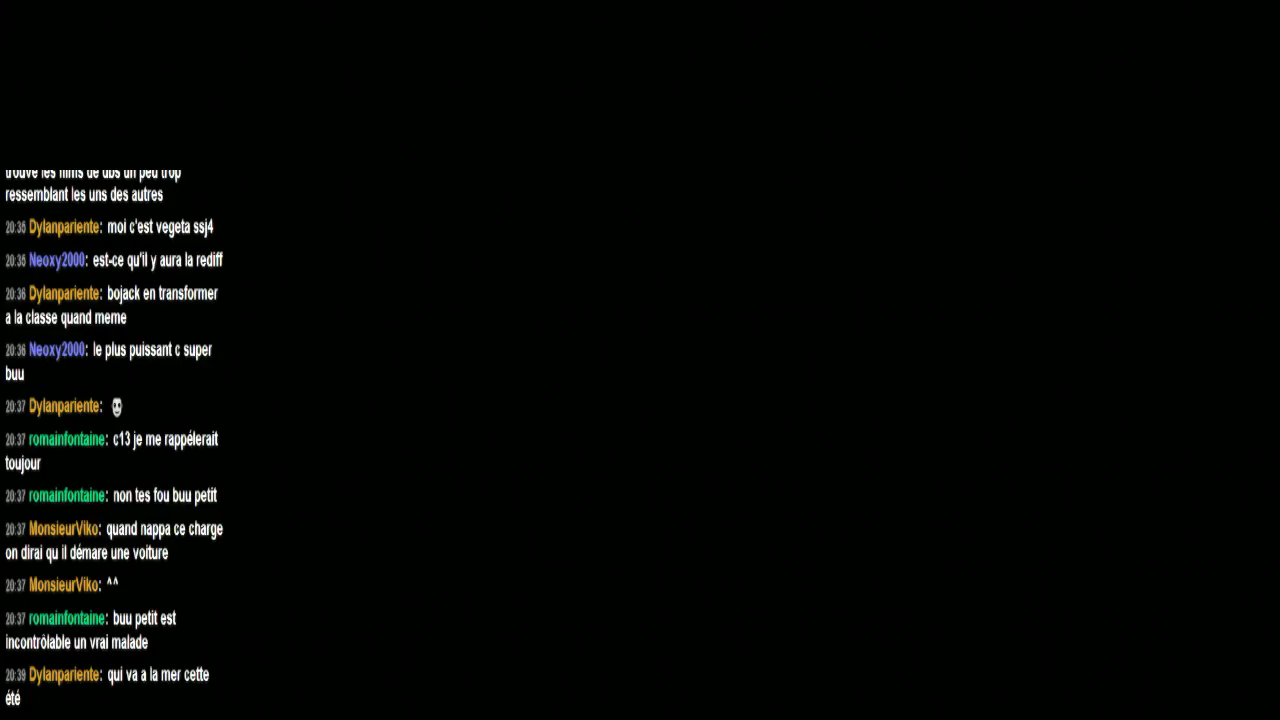 trouve les films de dbs un peu trop
ressemblant les uns des autres
20:35 Dylanpariente: moi c'est vegeta ssj4
20:35 Neoxy2000: est-ce qu'il y aura la rediff
20:36 Dylanpariente: bojack en transformer
a la classe quand meme
20:36 Neoxy2000: le plus puissant c super
buu
20:37 Dylanpariente:
20:37 romainfontaine: c13 je me rappélerait
toujour
20:37 romainfontaine: non tes fou buu petit
20:37 MonsieurViko: quand nappa ce charge
on dirai qu il démare une voiture
20:37 MonsieurViko: ^^
20:37 romainfontaine: buu petit est
incontrôlable un vrai malade
20:39 Dylanpariente: qui va a la mer cette
été